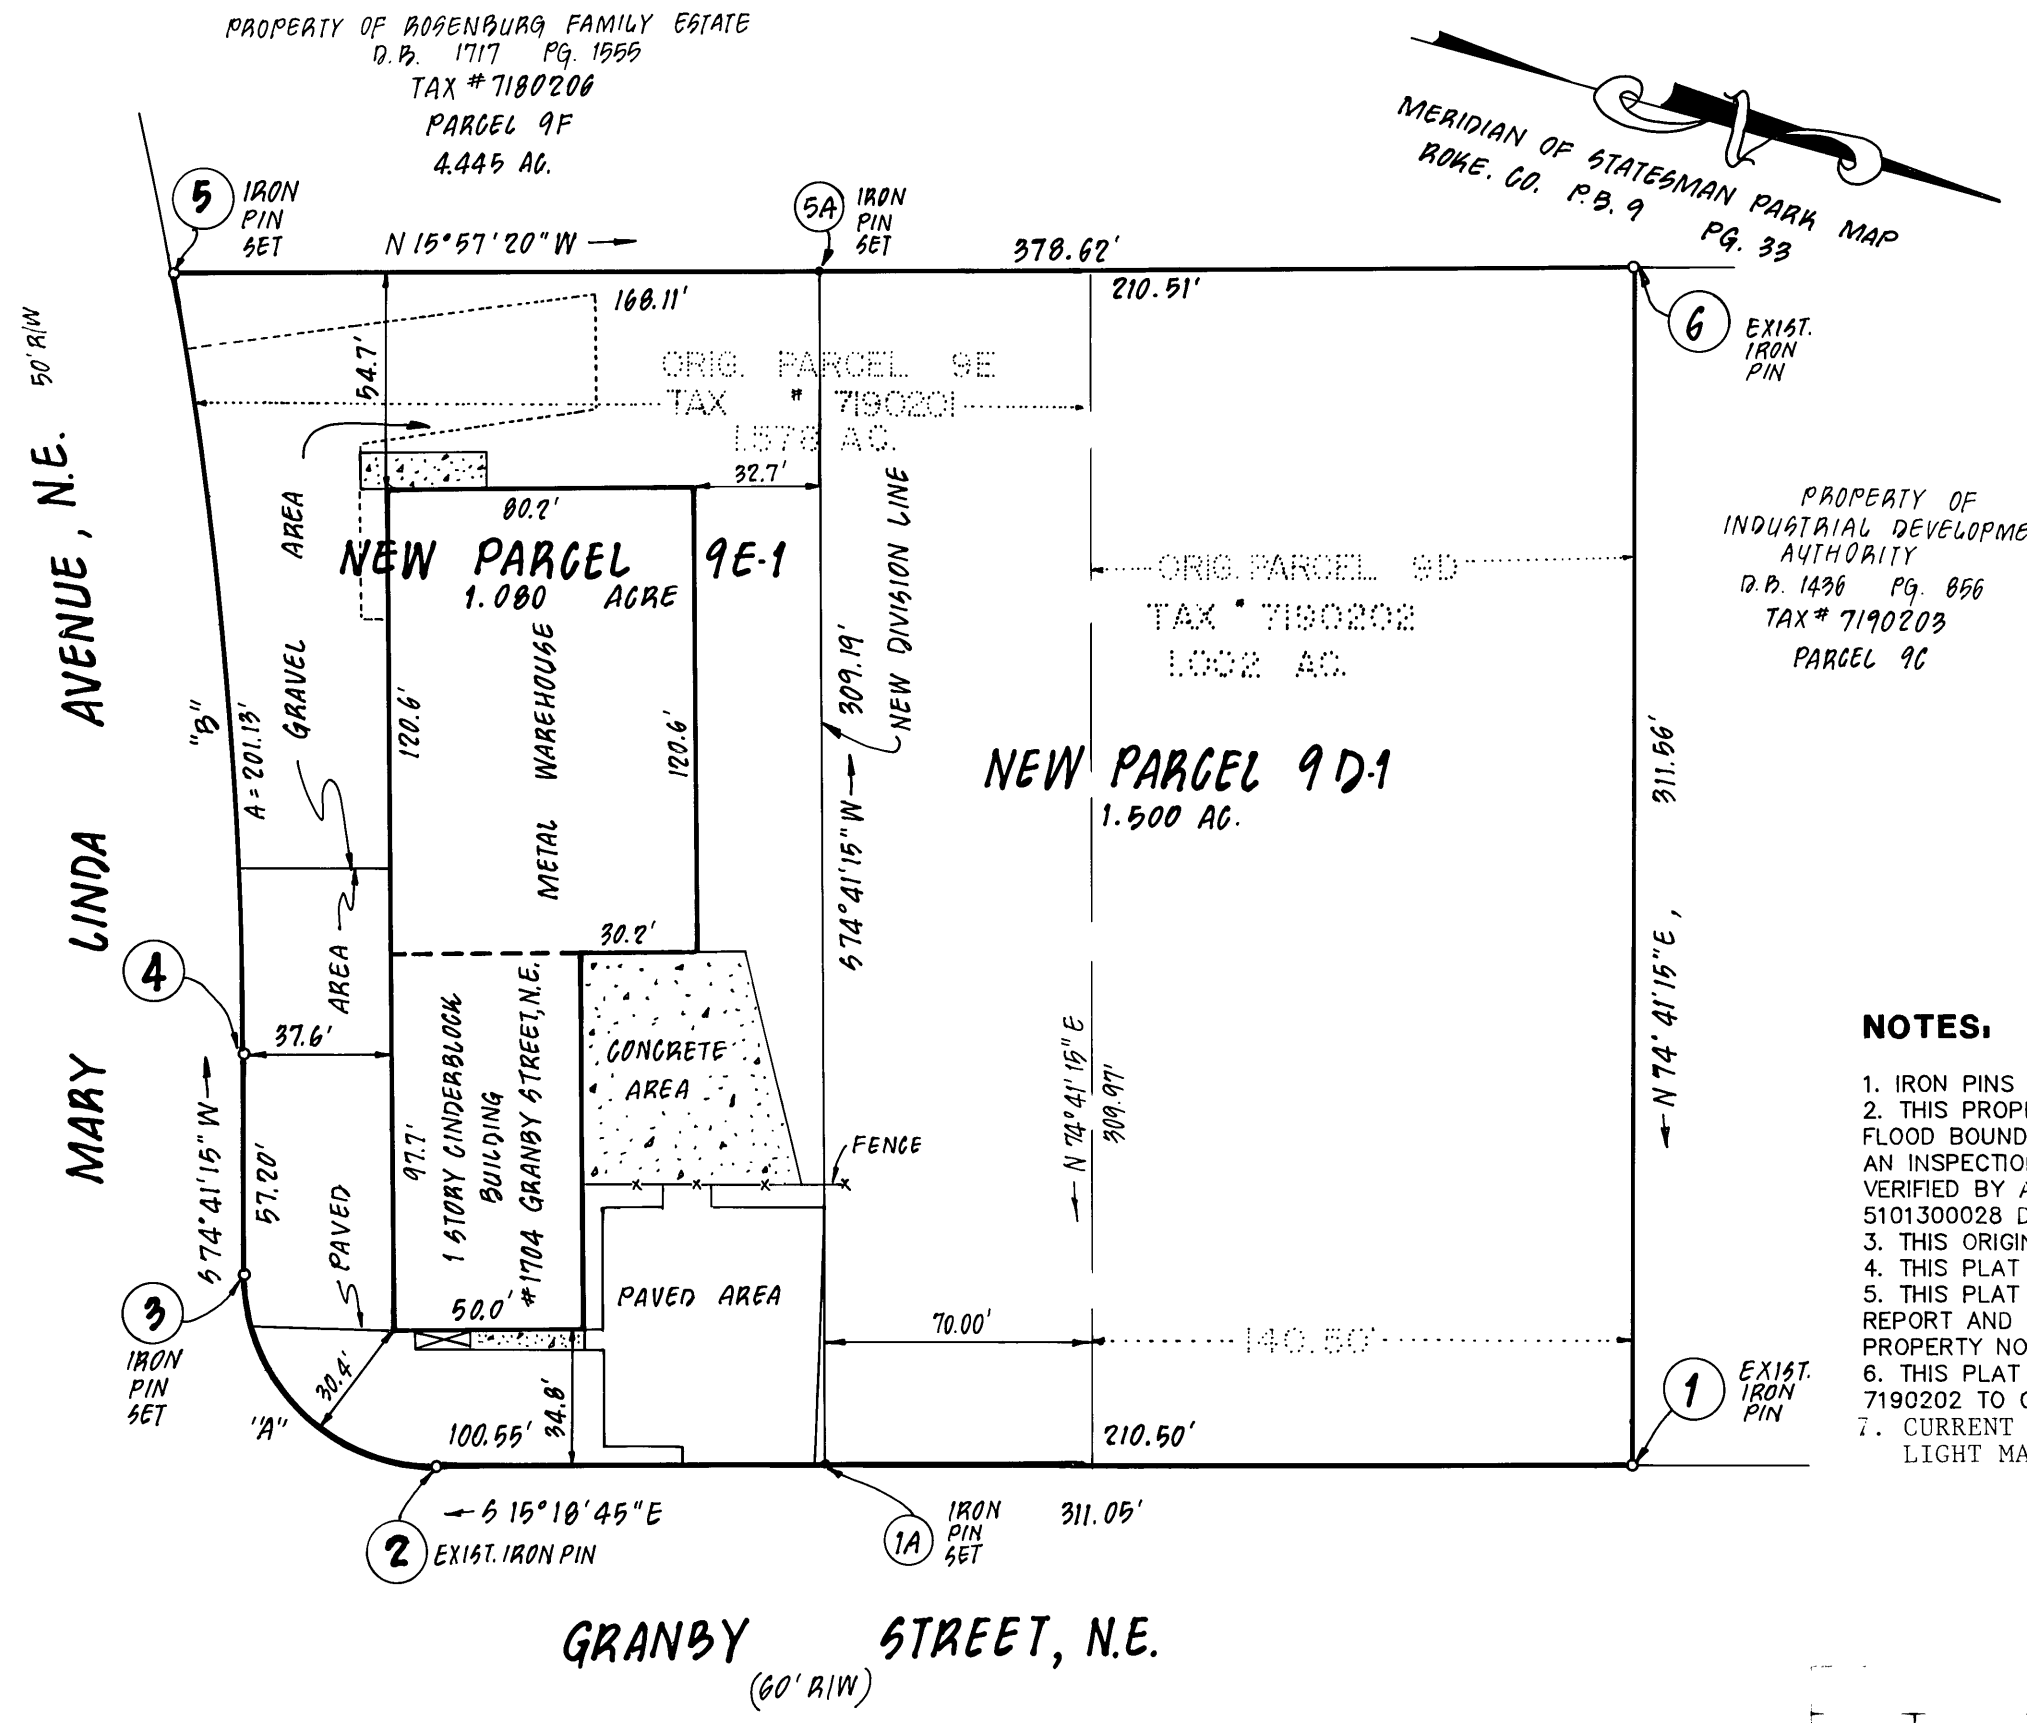 PROPERTY OF ROSENBURG FAMILY ESTATE
D.B. 1717 PG. 1555
TAX # 7180206
PARCEL 9F
4.445 AC.
MERIDIAN OF STATESMAN PARK MAP
ROKE. CO. P.B. 9 PG. 33
5
IRON
PIN
SET
N 15°57'20" W
5A
IRON
PIN
SET
378.62'
168.11'
210.51'
6
EXIST.
IRON
PIN
50' R/W
54.7'
ORIG. PARCEL 9E
TAX # 7190201
1.578 AC.
32.7'
80.2'
AREA
GRAVEL
NEW PARCEL 9E-1
1.080 ACRE
NEW DIVISION LINE
309.19'
S 74°41'15" W
ORIG. PARCEL 9D
TAX # 7190202
1.002 AC.
PROPERTY OF
INDUSTRIAL DEVELOPME
AUTHORITY
D.B. 1436 PG. 856
TAX # 7190203
PARCEL 9C
MARY LINDA AVENUE, N.E.
"B"
A = 201.13'
120.6'
METAL WAREHOUSE
120.6'
NEW PARCEL 9D-1
1.500 AC.
311.56'
N 74°41'15" E,
30.2'
4
37.6'
AREA
PAVED
S 74°41'15" W
57.20'
97.7'
1 STORY CINDERBLOCK
BUILDING
#1704 GRANBY STREET, N.E.
CONCRETE
AREA
FENCE
N 74°41'15" E
309.97'
3
IRON
PIN
SET
50.0'
PAVED AREA
70.00'
140.50'
30.4'
"A"
34.8'
100.55'
210.50'
1
EXIST.
IRON
PIN
S 15°18'45" E
2
EXIST. IRON PIN
1A
IRON
PIN
SET
311.05'
GRANBY STREET, N.E.
(60' R/W)
NOTES:
1. IRON PINS
2. THIS PROP
FLOOD BOUND
AN INSPECTIO
VERIFIED BY A
5101300028 D
3. THIS ORIGIN
4. THIS PLAT
5. THIS PLAT
REPORT AND
PROPERTY NO
6. THIS PLAT
7190202 TO C
7. CURRENT
LIGHT MA